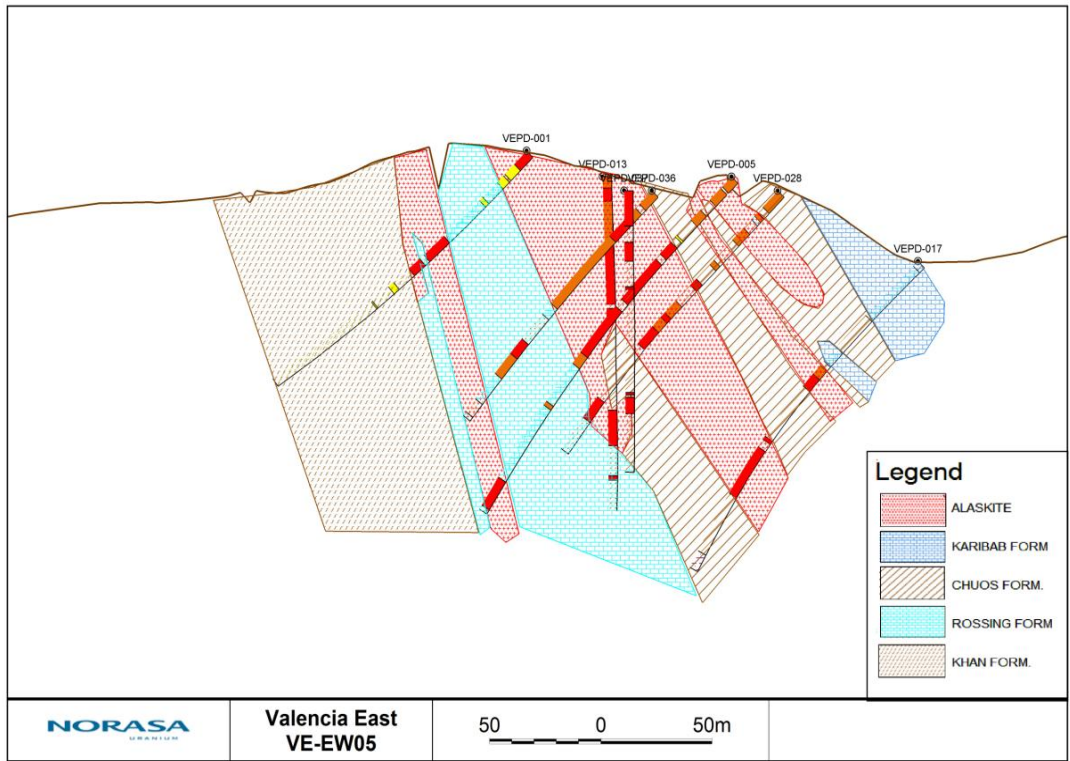 VEPD-001
VEPD-013
VEPD-036
VEPD-005
VEPD-028
VEPD-017
Legend
ALASKITE
KARIBAB FORM
CHUOS FORM.
ROSSING FORM
KHAN FORM.
NORASA
URANIUM
Valencia East
VE-EW05
50 0 50m